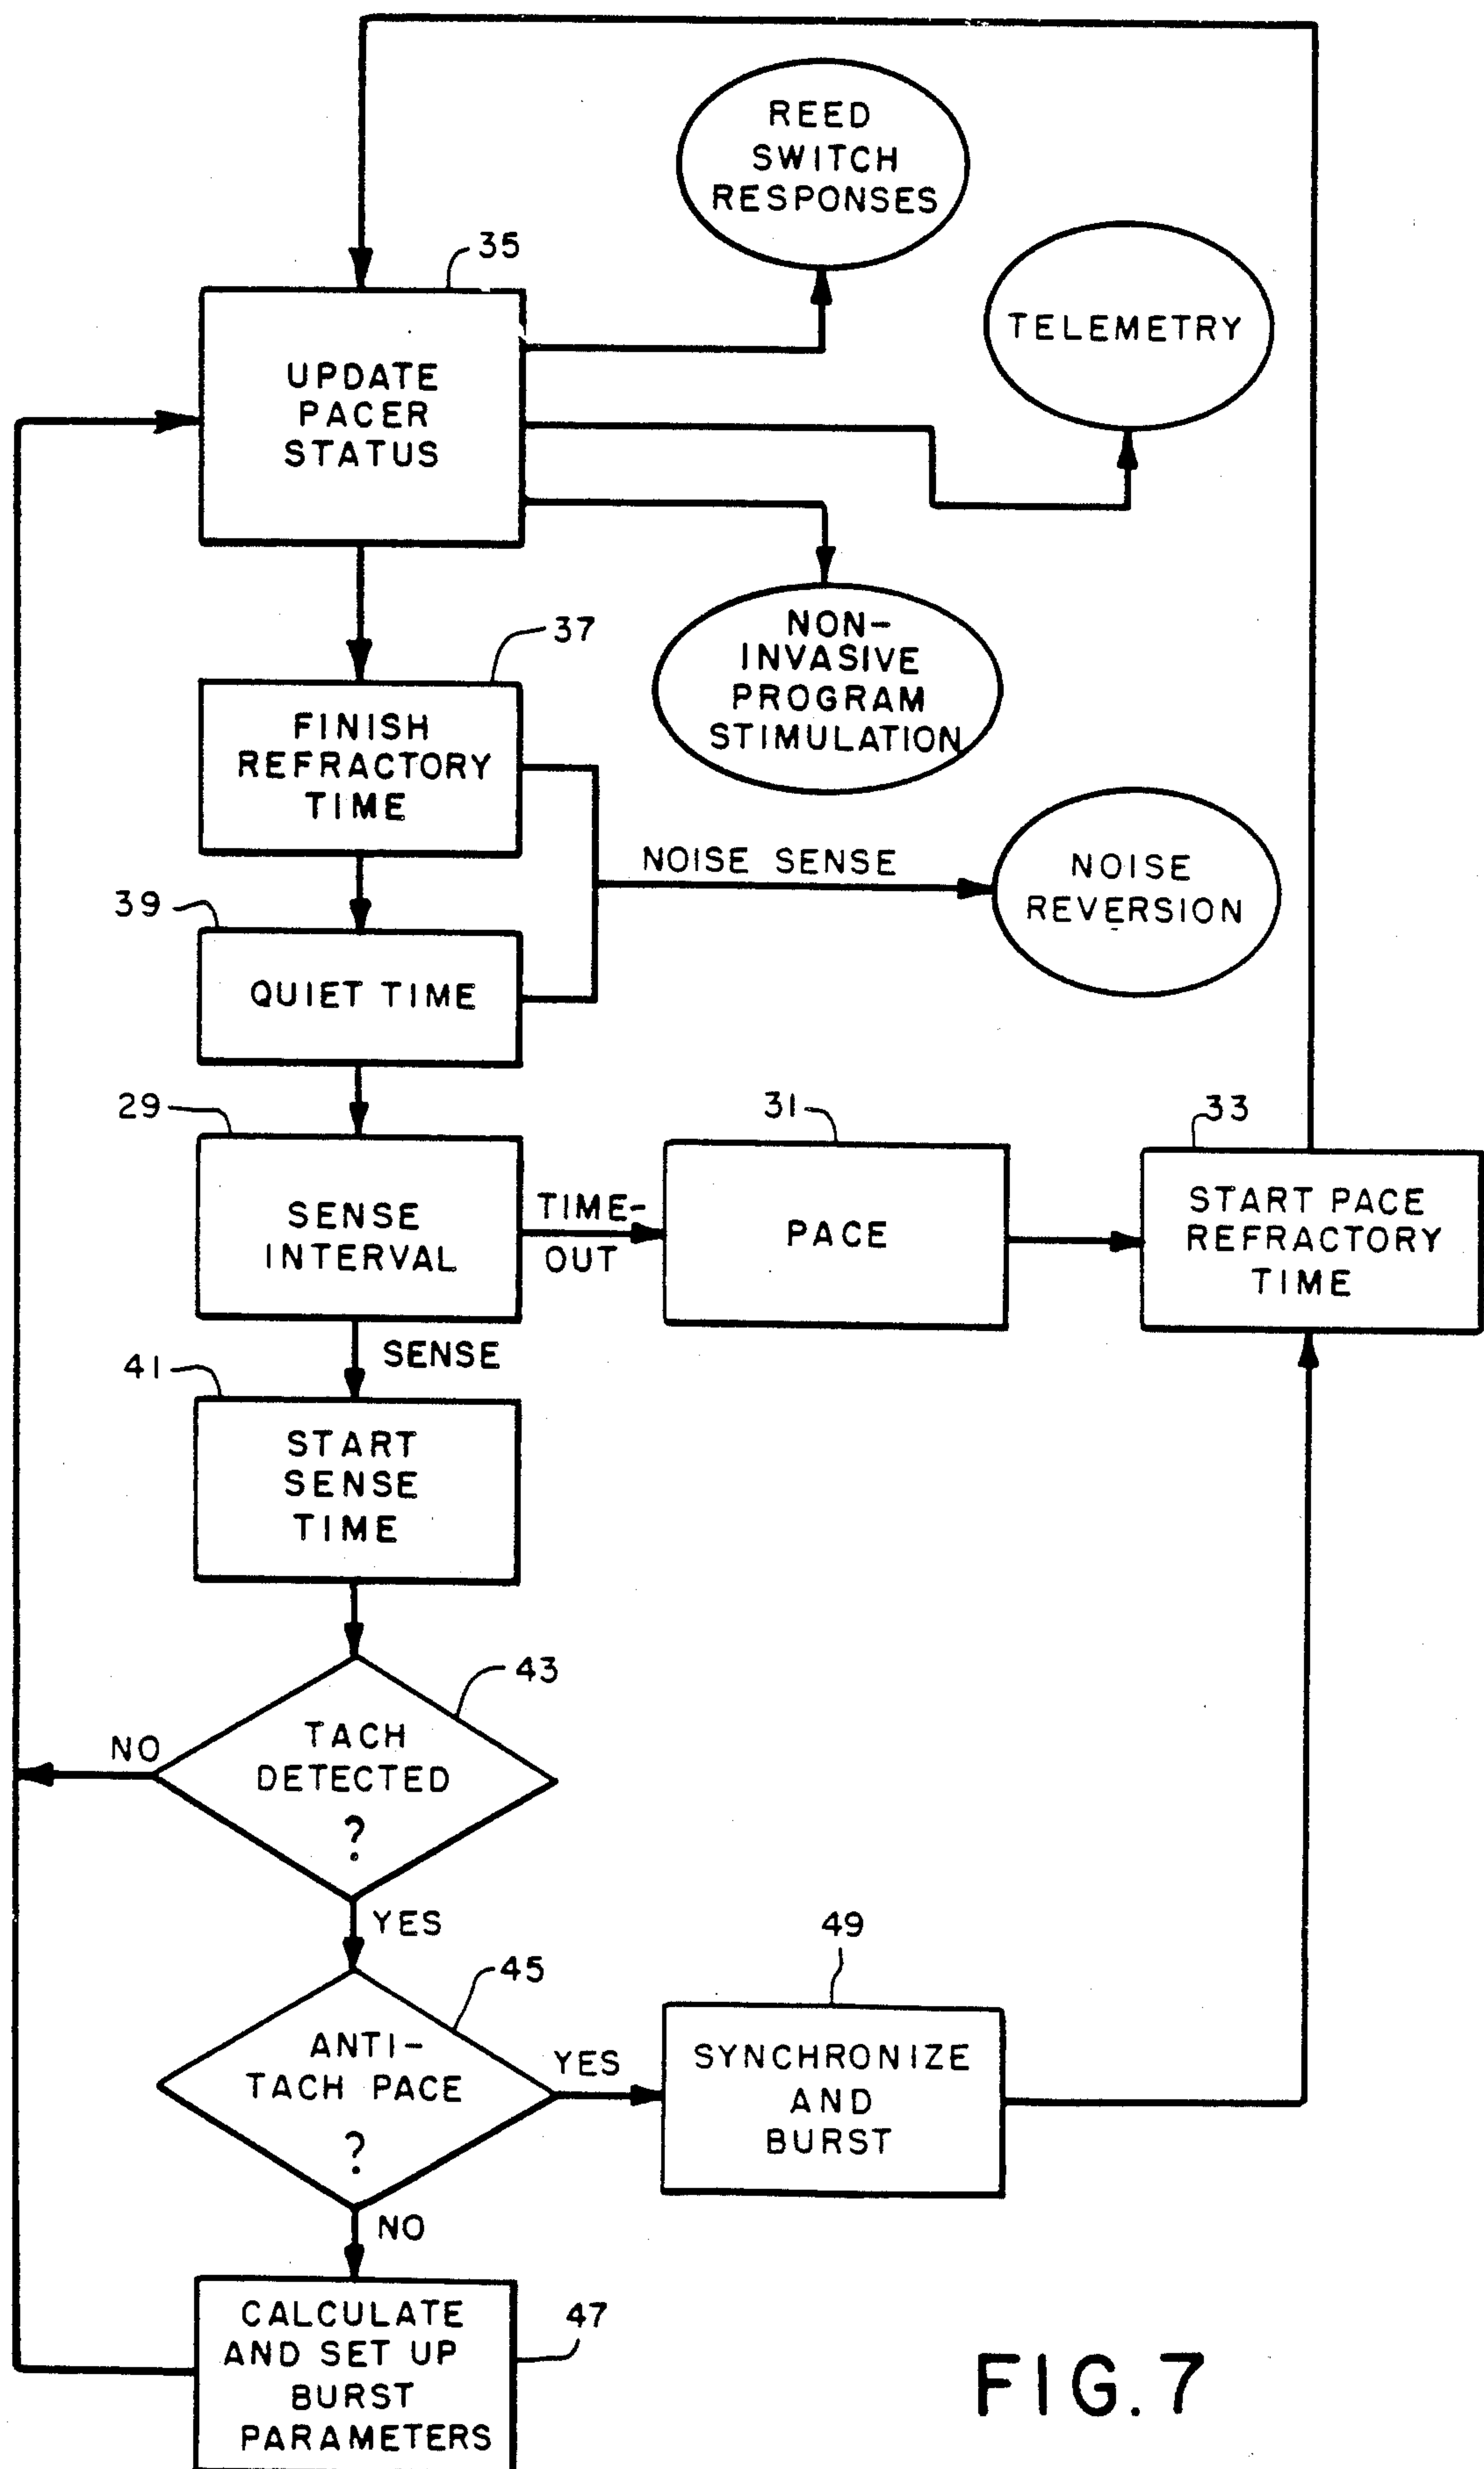 REED
SWITCH
RESPONSES
35
TELEMETRY
UPDATE
PACER
STATUS
37
NON-
INVASIVE
PROGRAM
STIMULATION
FINISH
REFRACTORY
TIME
NOISE SENSE
NOISE
REVERSION
39
QUIET TIME
29
31
33
SENSE
INTERVAL
TIME-
OUT
PACE
START PACE
REFRACTORY
TIME
SENSE
41
START
SENSE
TIME
43
NO
TACH
DETECTED
?
YES
45
49
ANTI-
TACH PACE
?
YES
SYNCHRONIZE
AND
BURST
NO
CALCULATE
AND SET UP
BURST
PARAMETERS
47
FIG. 7